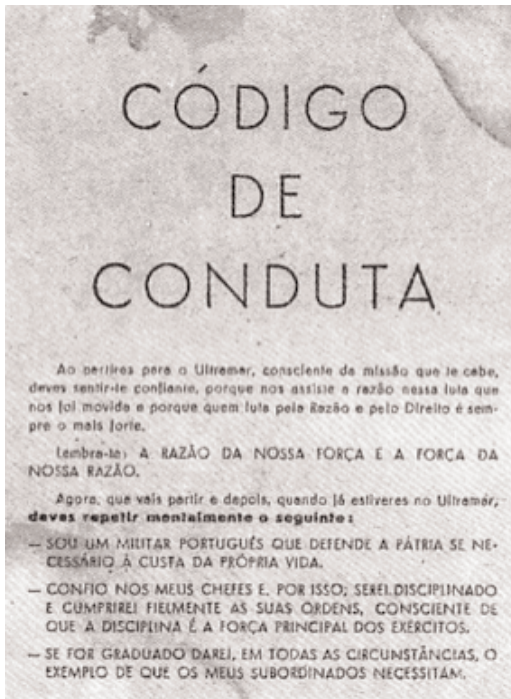 CÓDIGO
DE
CONDUTA
Ao partires para o Ultramar, consciente da missão que te cabe,
deves sentir-te confiante, porque nos assiste a razão nessa luta que
nos foi movida e porque quem luta pela Razão e pelo Direito é sem-
pre o mais forte.
Lembra-te: A RAZÃO DA NOSSA FORÇA E A FORÇA DA
NOSSA RAZÃO.
Agora, que vais partir e depois, quando já estiveres no Ultramar,
deves repetir mentalmente o seguinte:
— SOU UM MILITAR PORTUGUÊS QUE DEFENDE A PÁTRIA SE NE-
CESSÁRIO À CUSTA DA PRÓPRIA VIDA.
— CONFIO NOS MEUS CHEFES E, POR ISSO; SEREI DISCIPLINADO
E CUMPRIREI FIELMENTE AS SUAS ORDENS, CONSCIENTE DE
QUE A DISCIPLINA É A FORÇA PRINCIPAL DOS EXÉRCITOS.
— SE FOR GRADUADO DAREI, EM TODAS AS CIRCUNSTÂNCIAS, O
EXEMPLO DE QUE OS MEUS SUBORDINADOS NECESSITAM.